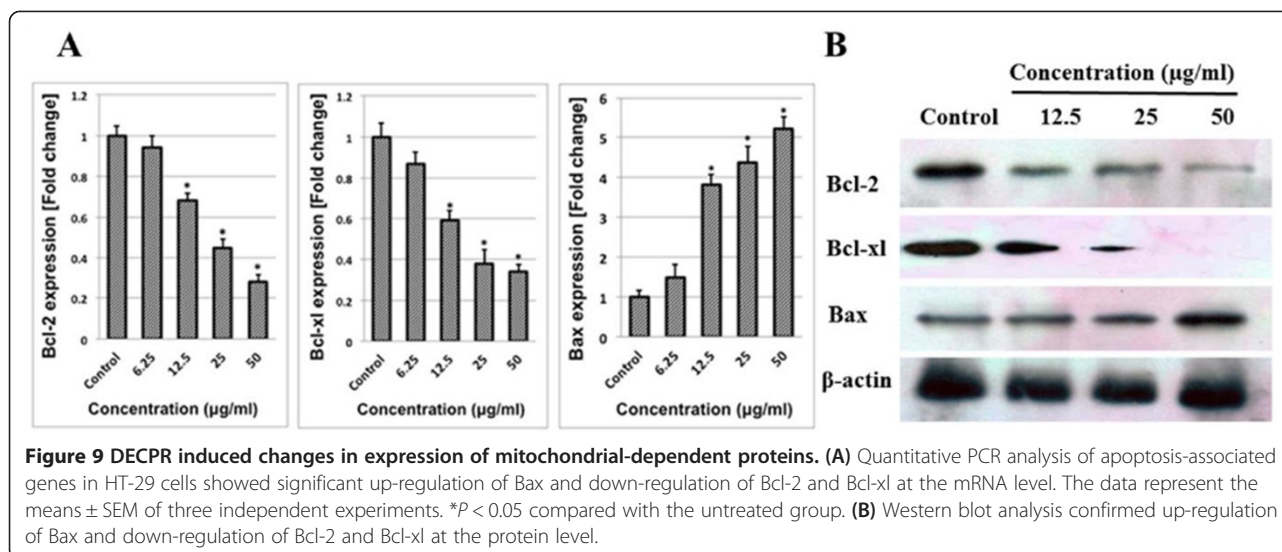 A
Bcl-2 expression [Fold change]
1.2
1
0.8
0.6
0.4
0.2
0
*
*
*
Control
6.25
12.5
25
50
Concentration (µg/ml)
Bcl-xl expression [Fold change]
1.2
1
0.8
0.6
0.4
0.2
0
*
*
*
Control
6.25
12.5
25
50
Concentration (µg/ml)
Bax expression [Fold change]
6
5
4
3
2
1
0
*
*
*
Control
6.25
12.5
25
50
Concentration (µg/ml)
B
Concentration (µg/ml)
Control 12.5 25 50
Bcl-2
Bcl-xl
Bax
β-actin
Figure 9 DECPR induced changes in expression of mitochondrial-dependent proteins. (A) Quantitative PCR analysis of apoptosis-associated
genes in HT-29 cells showed significant up-regulation of Bax and down-regulation of Bcl-2 and Bcl-xl at the mRNA level. The data represent the
means ± SEM of three independent experiments. *P < 0.05 compared with the untreated group. (B) Western blot analysis confirmed up-regulation
of Bax and down-regulation of Bcl-2 and Bcl-xl at the protein level.